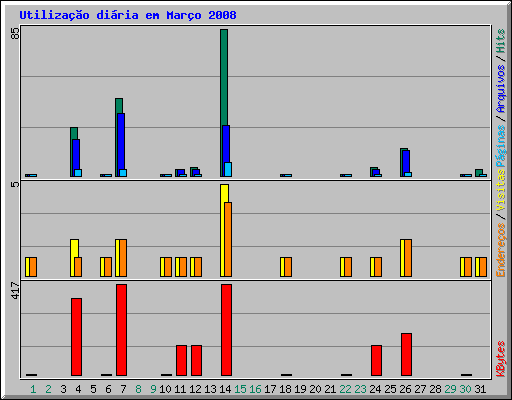 Utilização diária em Março 2008
85
5
417
KBytes
Endereços / Visitas
Páginas / Arquivos / Hits
1 2 3 4 5 6 7 8 9 10 11 12 13 14 15 16 17 18 19 20 21 22 23 24 25 26 27 28 29 30 31